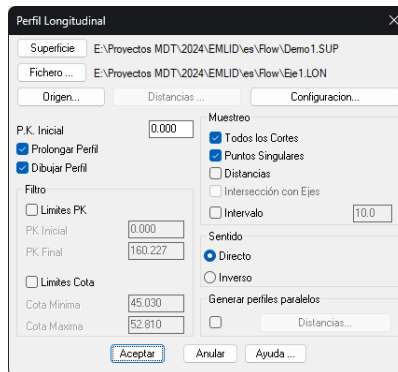 Perfil Longitudinal
Superficie E:\Proyectos MDT\2024\EMLID\es\Flow\Demo1.SUP
Fichero ... E:\Proyectos MDT\2024\EMLID\es\Flow\Eje1.LON
Origen... Distancias ... Configuracion...
P.K. Inicial 0.000
Prolongar Perfil
Dibujar Perfil
Filtro
Limites PK
PK Inicial 0.000
PK Final 160.227
Limites Cota
Cota Minima 45.030
Cota Maxima 52.810
Muestreo
Todos los Cortes
Puntos Singulares
Distancias
Intersección con Ejes
Intervalo 10.0
Sentido
Directo
Inverso
Generar perfiles paralelos
Distancias...
Aceptar Anular Ayuda ...